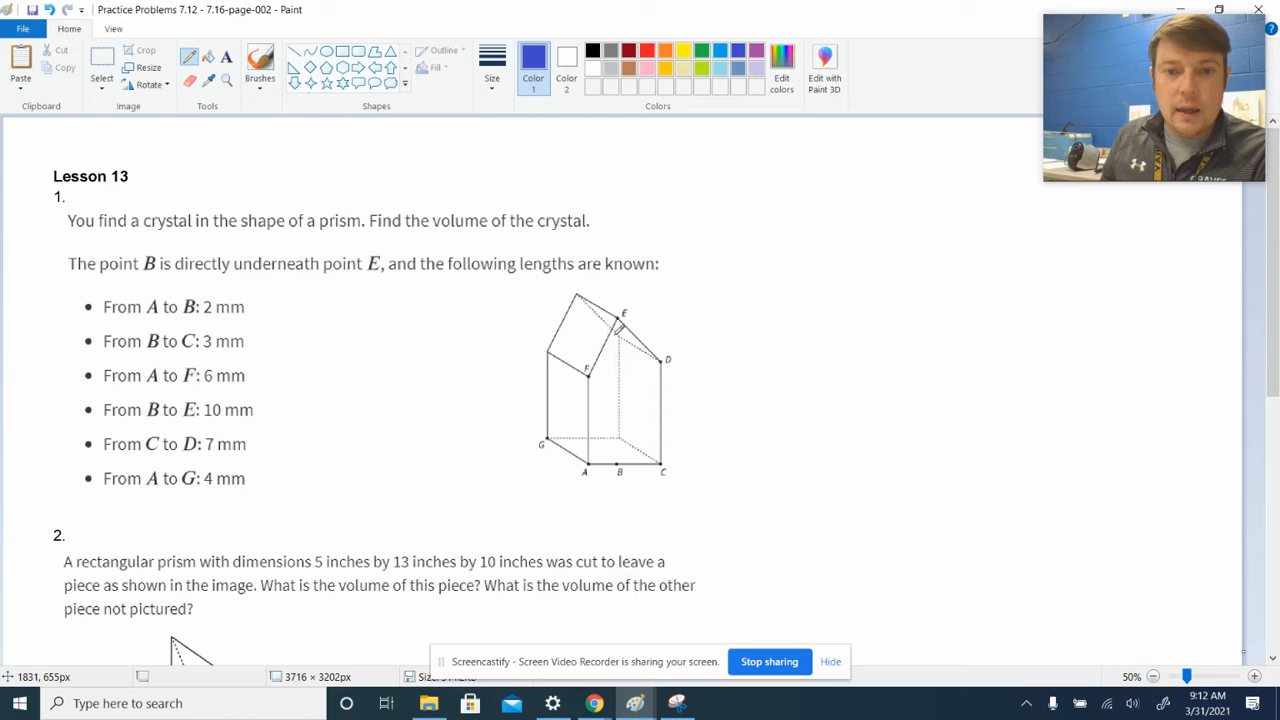 Practice Problems 7.12 - 7.16-page-002 - Paint
File
Home
View
Paste
Cut
Copy
Clipboard
Select
Crop
Resize
Rotate
Image
A
Tools
Brushes
Outline
Fill
Shapes
Size
Color 1
Color 2
Edit colors
Colors
Edit with Paint 3D
Lesson 13
1.
You find a crystal in the shape of a prism. Find the volume of the crystal.
The point B is directly underneath point E, and the following lengths are known:
• From A to B: 2 mm
• From B to C: 3 mm
• From A to F: 6 mm
• From B to E: 10 mm
• From C to D: 7 mm
• From A to G: 4 mm
E
D
F
G
A B C
2.
A rectangular prism with dimensions 5 inches by 13 inches by 10 inches was cut to leave a
piece as shown in the image. What is the volume of this piece? What is the volume of the other
piece not pictured?
Screencastify - Screen Video Recorder is sharing your screen.
Stop sharing
Hide
1831, 655px
3716 × 3202px
50%
Type here to search
9:12 AM
3/31/2021